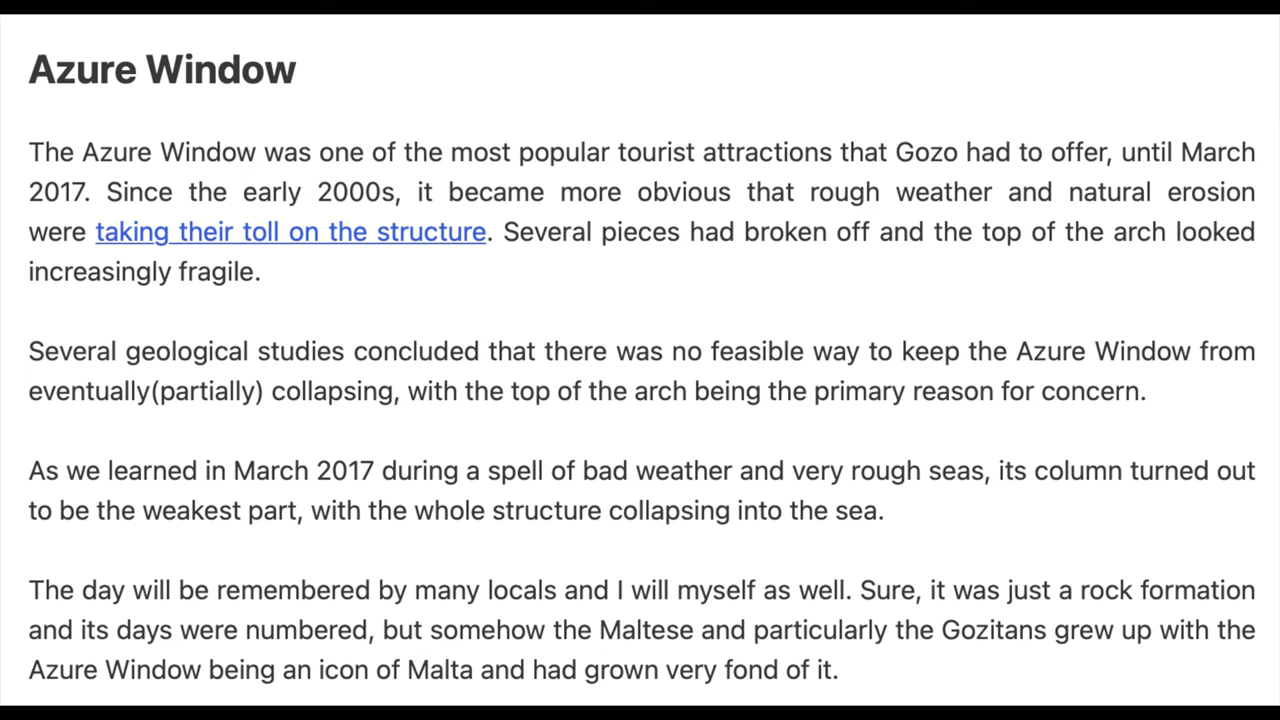 Azure Window
The Azure Window was one of the most popular tourist attractions that Gozo had to offer, until March
2017. Since the early 2000s, it became more obvious that rough weather and natural erosion
were taking their toll on the structure. Several pieces had broken off and the top of the arch looked
increasingly fragile.
Several geological studies concluded that there was no feasible way to keep the Azure Window from
eventually(partially) collapsing, with the top of the arch being the primary reason for concern.
As we learned in March 2017 during a spell of bad weather and very rough seas, its column turned out
to be the weakest part, with the whole structure collapsing into the sea.
The day will be remembered by many locals and I will myself as well. Sure, it was just a rock formation
and its days were numbered, but somehow the Maltese and particularly the Gozitans grew up with the
Azure Window being an icon of Malta and had grown very fond of it.